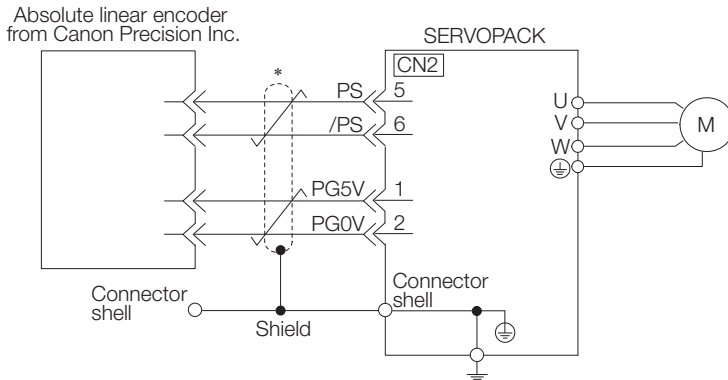 Absolute linear encoder
from Canon Precision Inc.
SERVOPACK
CN2
*
PS 5
/PS 6
PG5V 1
PG0V 2
U
V
W
M
Connector
shell
Shield
Connector
shell